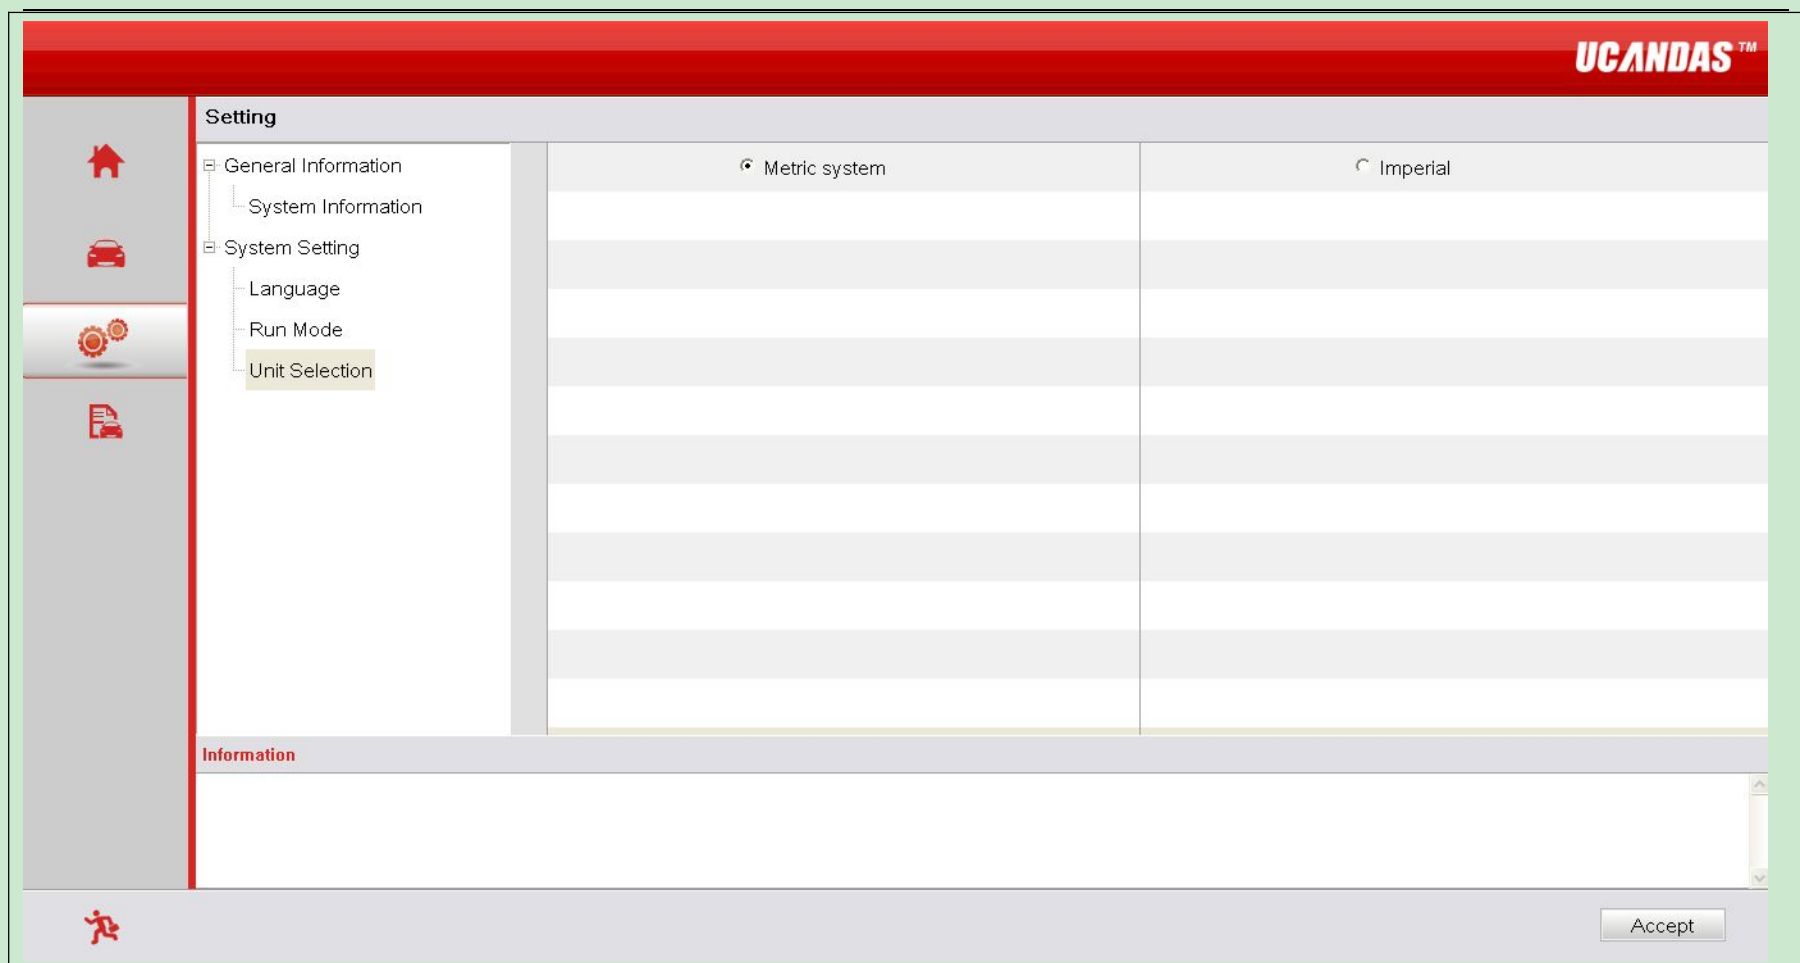 UCANDAS™
Setting
General Information
System Information
System Setting
Language
Run Mode
Unit Selection
Metric system
Imperial
Information
Accept